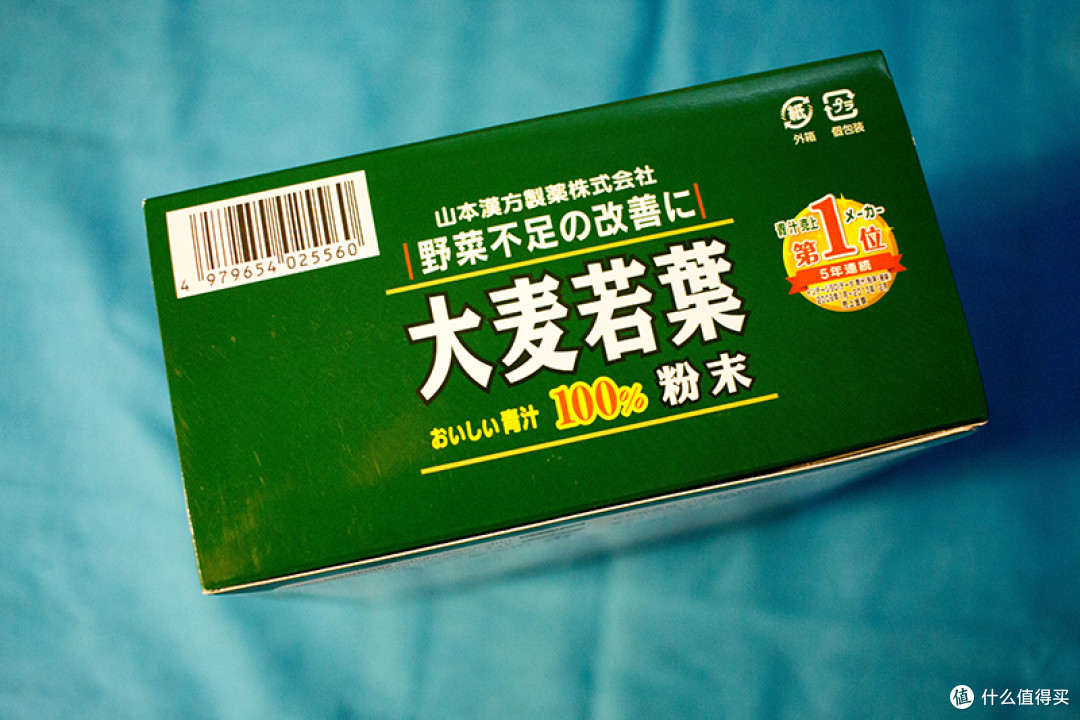 紙
外箱
プラ
個包装
4 979654 025560
山本漢方製薬株式会社
野菜不足の改善に
大麦若葉
おいしい青汁 100% 粉末
青汁売上 メーカー
第1位
5年連続
値 什么值得买